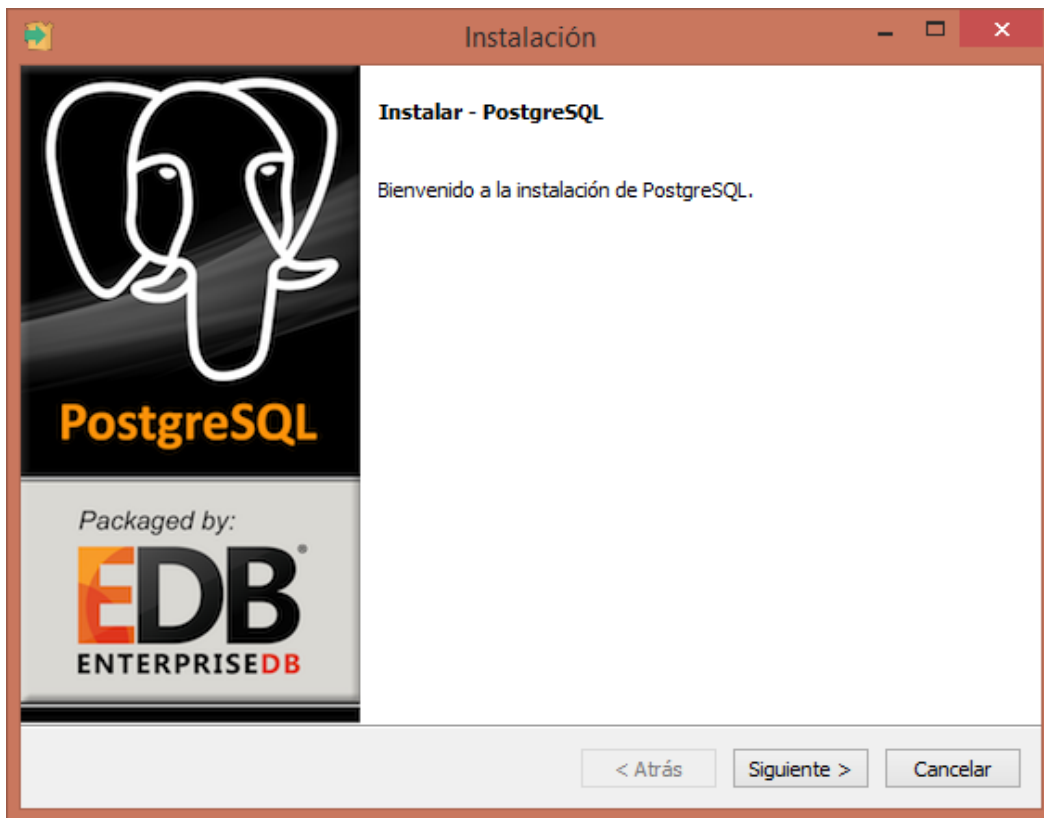 Instalación
Instalar - PostgreSQL
Bienvenido a la instalación de PostgreSQL.
PostgreSQL
Packaged by:
EDB®
ENTERPRISEDB
< Atrás
Siguiente >
Cancelar